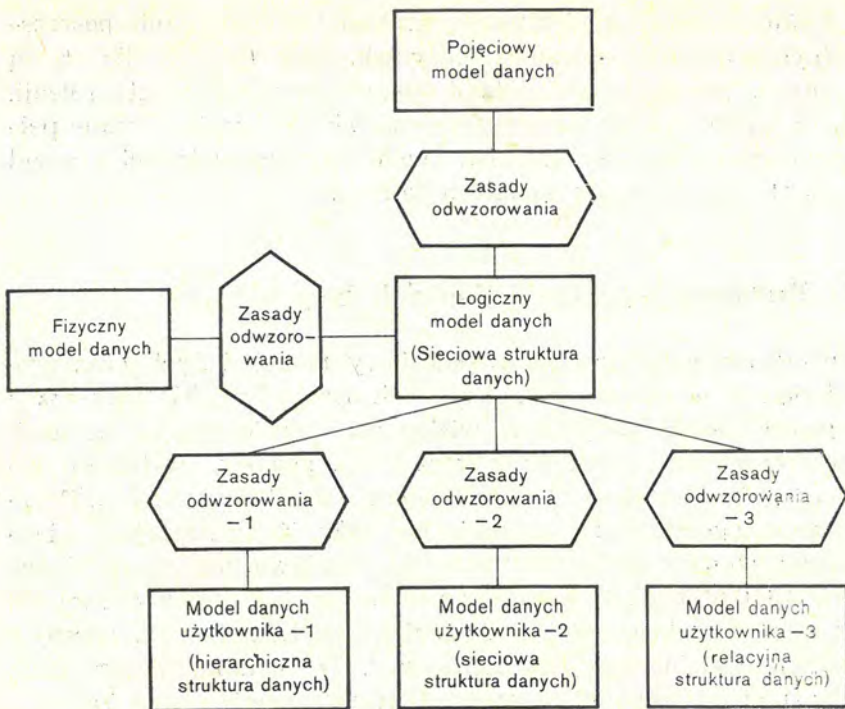 Pojęciowy
model danych
Zasady
odwzorowania
Fizyczny
model danych
Zasady
odwzoro-
wania
Logiczny
model danych
(Sieciowa struktura
danych)
Zasady
odwzorowania
—1
Zasady
odwzorowania
—2
Zasady
odwzorowania
—3
Model danych
użytkownika —1
(hierarchiczna
struktura danych)
Model danych
użytkownika —2
(sieciowa
struktura danych)
Model danych
użytkownika —3
(relacyjna
struktura danych)